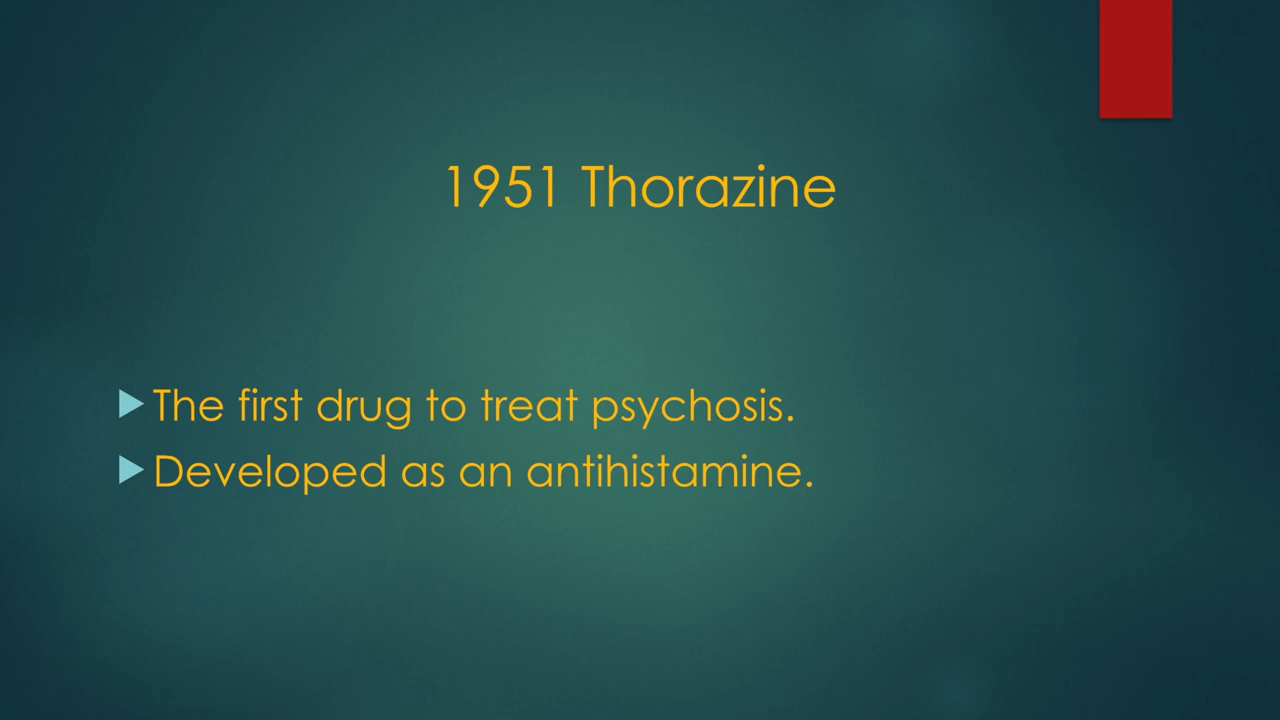 1951 Thorazine
The first drug to treat psychosis.
Developed as an antihistamine.